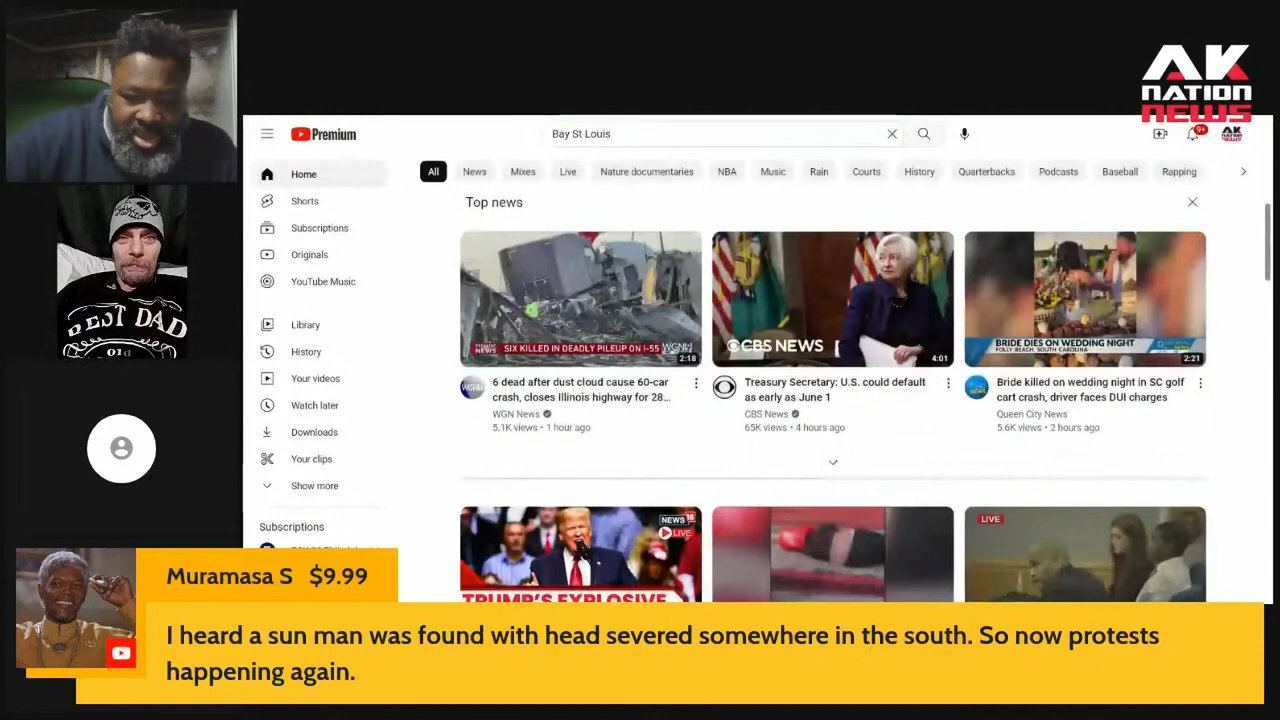 AK
NATION
NEWS
Premium
Bay St Louis
9+
All
News
Mixes
Live
Nature documentaries
NBA
Music
Rain
Courts
History
Quarterbacks
Podcasts
Baseball
Rapping
Home
Shorts
Subscriptions
Originals
YouTube Music
Library
History
Your videos
Watch later
Downloads
Your clips
Show more
Subscriptions
Top news
BREAKING NEWS
SIX KILLED IN DEADLY PILEUP ON I-55
WGN
2:18
6 dead after dust cloud cause 60-car
crash, closes Illinois highway for 28...
WGN News
5.1K views • 1 hour ago
CBS NEWS
4:01
Treasury Secretary: U.S. could default
as early as June 1
CBS News
65K views • 4 hours ago
BRIDE DIES ON WEDDING NIGHT
FOLLY BEACH, SOUTH CAROLINA
2:21
Bride killed on wedding night in SC golf
cart crash, driver faces DUI charges
Queen City News
5.6K views • 2 hours ago
NEWS 18
LIVE
TRUMP'S EXPLOSIVE
LIVE
BEST DAD
Muramasa S $9.99
I heard a sun man was found with head severed somewhere in the south. So now protests
happening again.